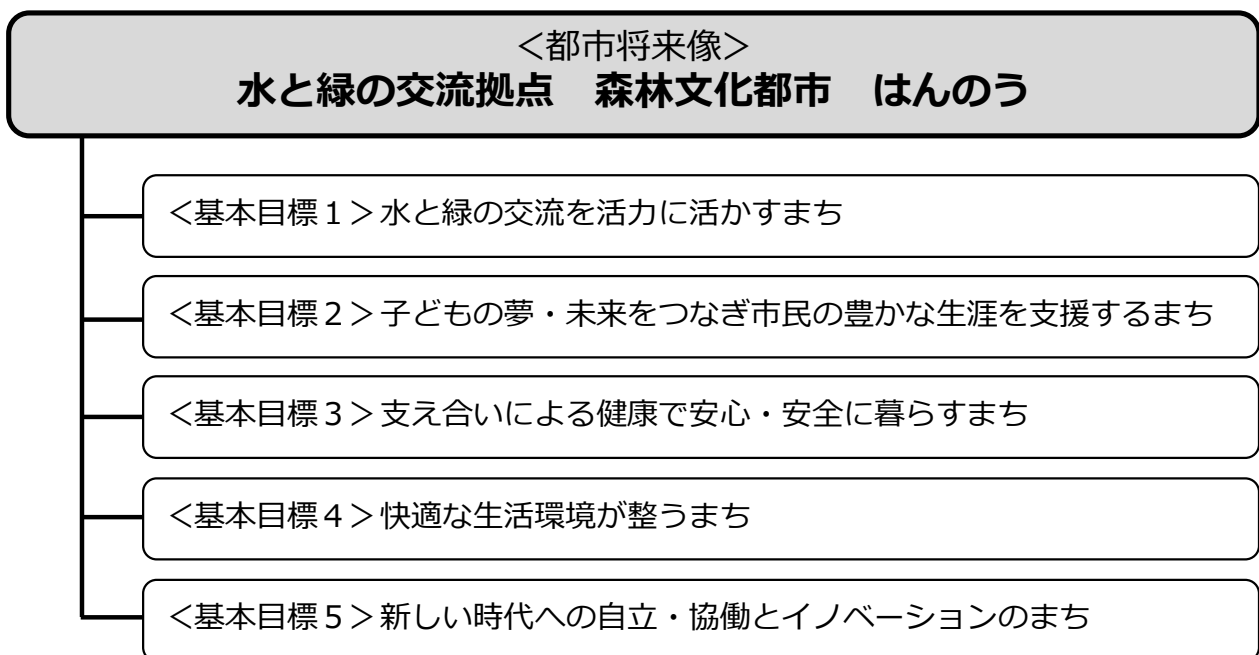 ＜都市将来像＞
水と緑の交流拠点　森林文化都市　はんのう
＜基本目標１＞水と緑の交流を活力に活かすまち
＜基本目標２＞子どもの夢・未来をつなぎ市民の豊かな生涯を支援するまち
＜基本目標３＞支え合いによる健康で安心・安全に暮らすまち
＜基本目標４＞快適な生活環境が整うまち
＜基本目標５＞新しい時代への自立・協働とイノベーションのまち